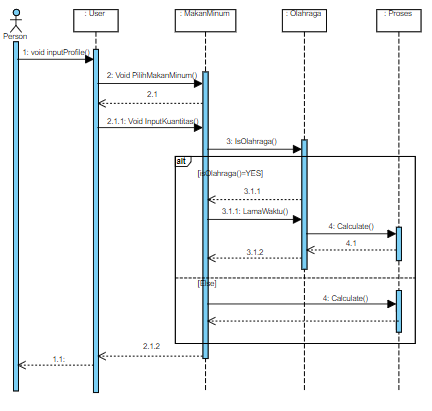 : User
: MakanMinum
: Olahraga
: Proses
Person
1: void inputProfile()
2: Void PilihMakanMinum()
2.1
2.1.1: Void InputKuantitas()
3: IsOlahraga()
alt
[isOlahraga()=YES]
3.1.1
3.1.1: LamaWaktu()
4: Calculate()
4.1
3.1.2
[Else]
4: Calculate()
2.1.2
1.1: